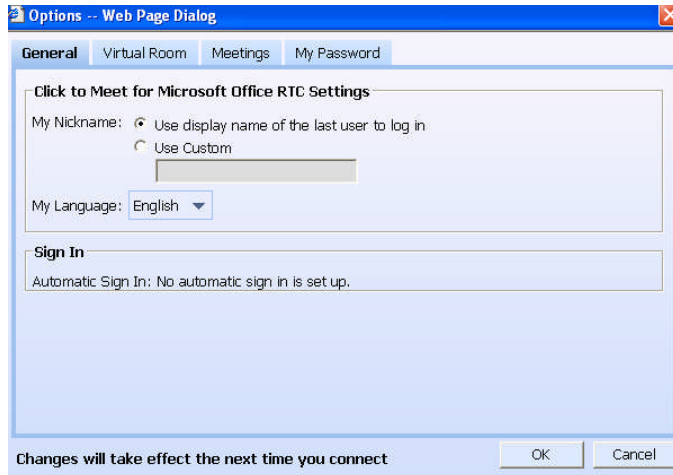 Options -- Web Page Dialog
General Virtual Room Meetings My Password
Click to Meet for Microsoft Office RTC Settings
My Nickname: Use display name of the last user to log in
Use Custom
My Language: English
Sign In
Automatic Sign In: No automatic sign in is set up.
Changes will take effect the next time you connect OK Cancel